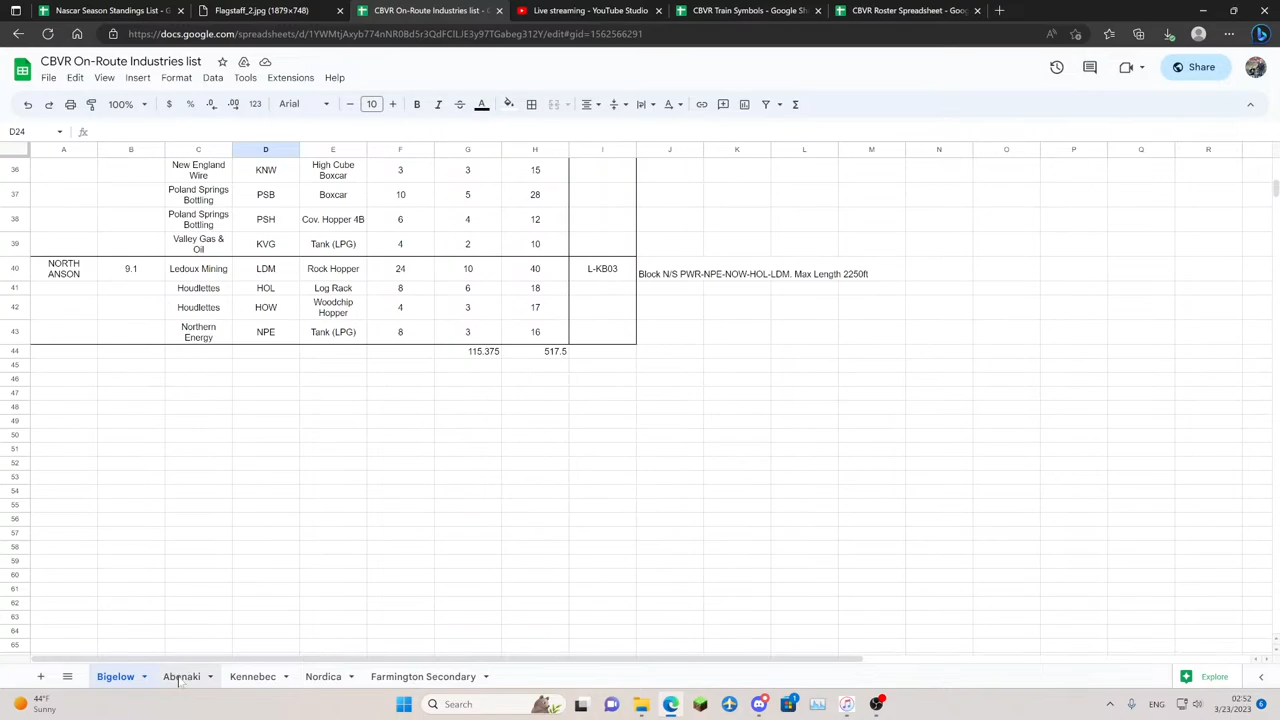 Nascar Season Standings List - G
Flagstaff_2.jpg (1879×748)
CBVR On-Route Industries list - G
Live streaming - YouTube Studio
CBVR Train Symbols - Google She
CBVR Roster Spreadsheet - Goog
https://docs.google.com/spreadsheets/d/1YWMtjAxyb774nNR0Bd5r3QdFCILJE3y97TGabeg312Y/edit#gid=1562566291
CBVR On-Route Industries list
File Edit View Insert Format Data Tools Extensions Help
Share
100% $ % .0 .00 123 Arial 10 B I S A
D24 fx
A B C D E F G H I J K L M N O P Q R
36 New England Wire KNW High Cube Boxcar 3 3 15
37 Poland Springs Bottling PSB Boxcar 10 5 28
38 Poland Springs Bottling PSH Cov. Hopper 4B 6 4 12
39 Valley Gas & Oil KVG Tank (LPG) 4 2 10
40 NORTH ANSON 9.1 Ledoux Mining LDM Rock Hopper 24 10 40 L-KB03 Block N/S PWR-NPE-NOW-HOL-LDM. Max Length 2250ft
41 Houdlettes HOL Log Rack 8 6 18
42 Houdlettes HOW Woodchip Hopper 4 3 17
43 Northern Energy NPE Tank (LPG) 8 3 16
44 115.375 517.5
45
46
47
48
49
50
51
52
53
54
55
56
57
58
59
60
61
62
63
64
65
Bigelow Abenaki Kennebec Nordica Farmington Secondary
Explore
44°F
Sunny
Search
ENG
02:52
3/23/2023
6